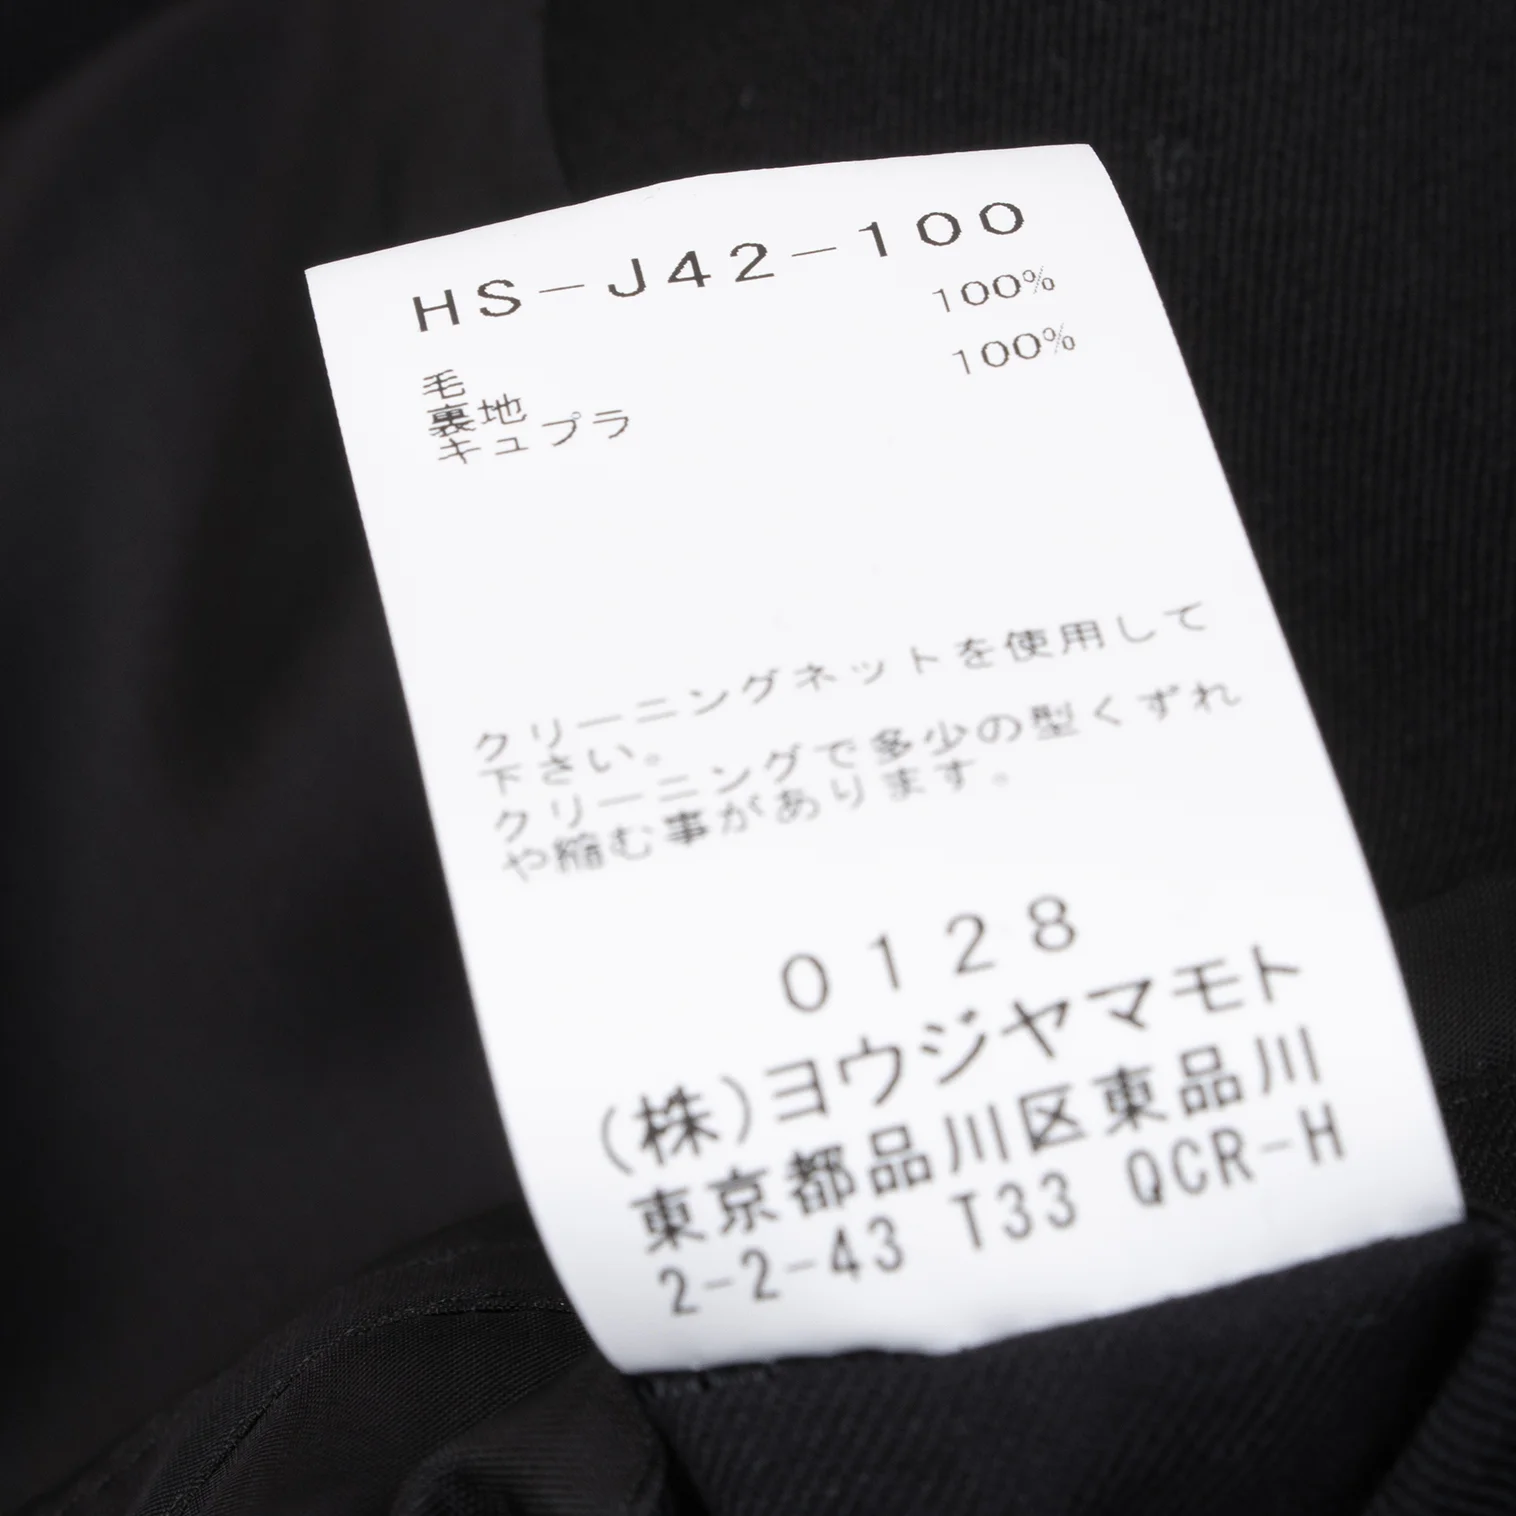 HS-J42-100
毛 100%
裏地
キュプラ 100%
クリーニングネットを使用して
下さい。
クリーニングで多少の型くずれ
や縮む事があります。
0128
(株)ヨウジヤマモト
東京都品川区東品川
2-2-43 T33 QCR-H